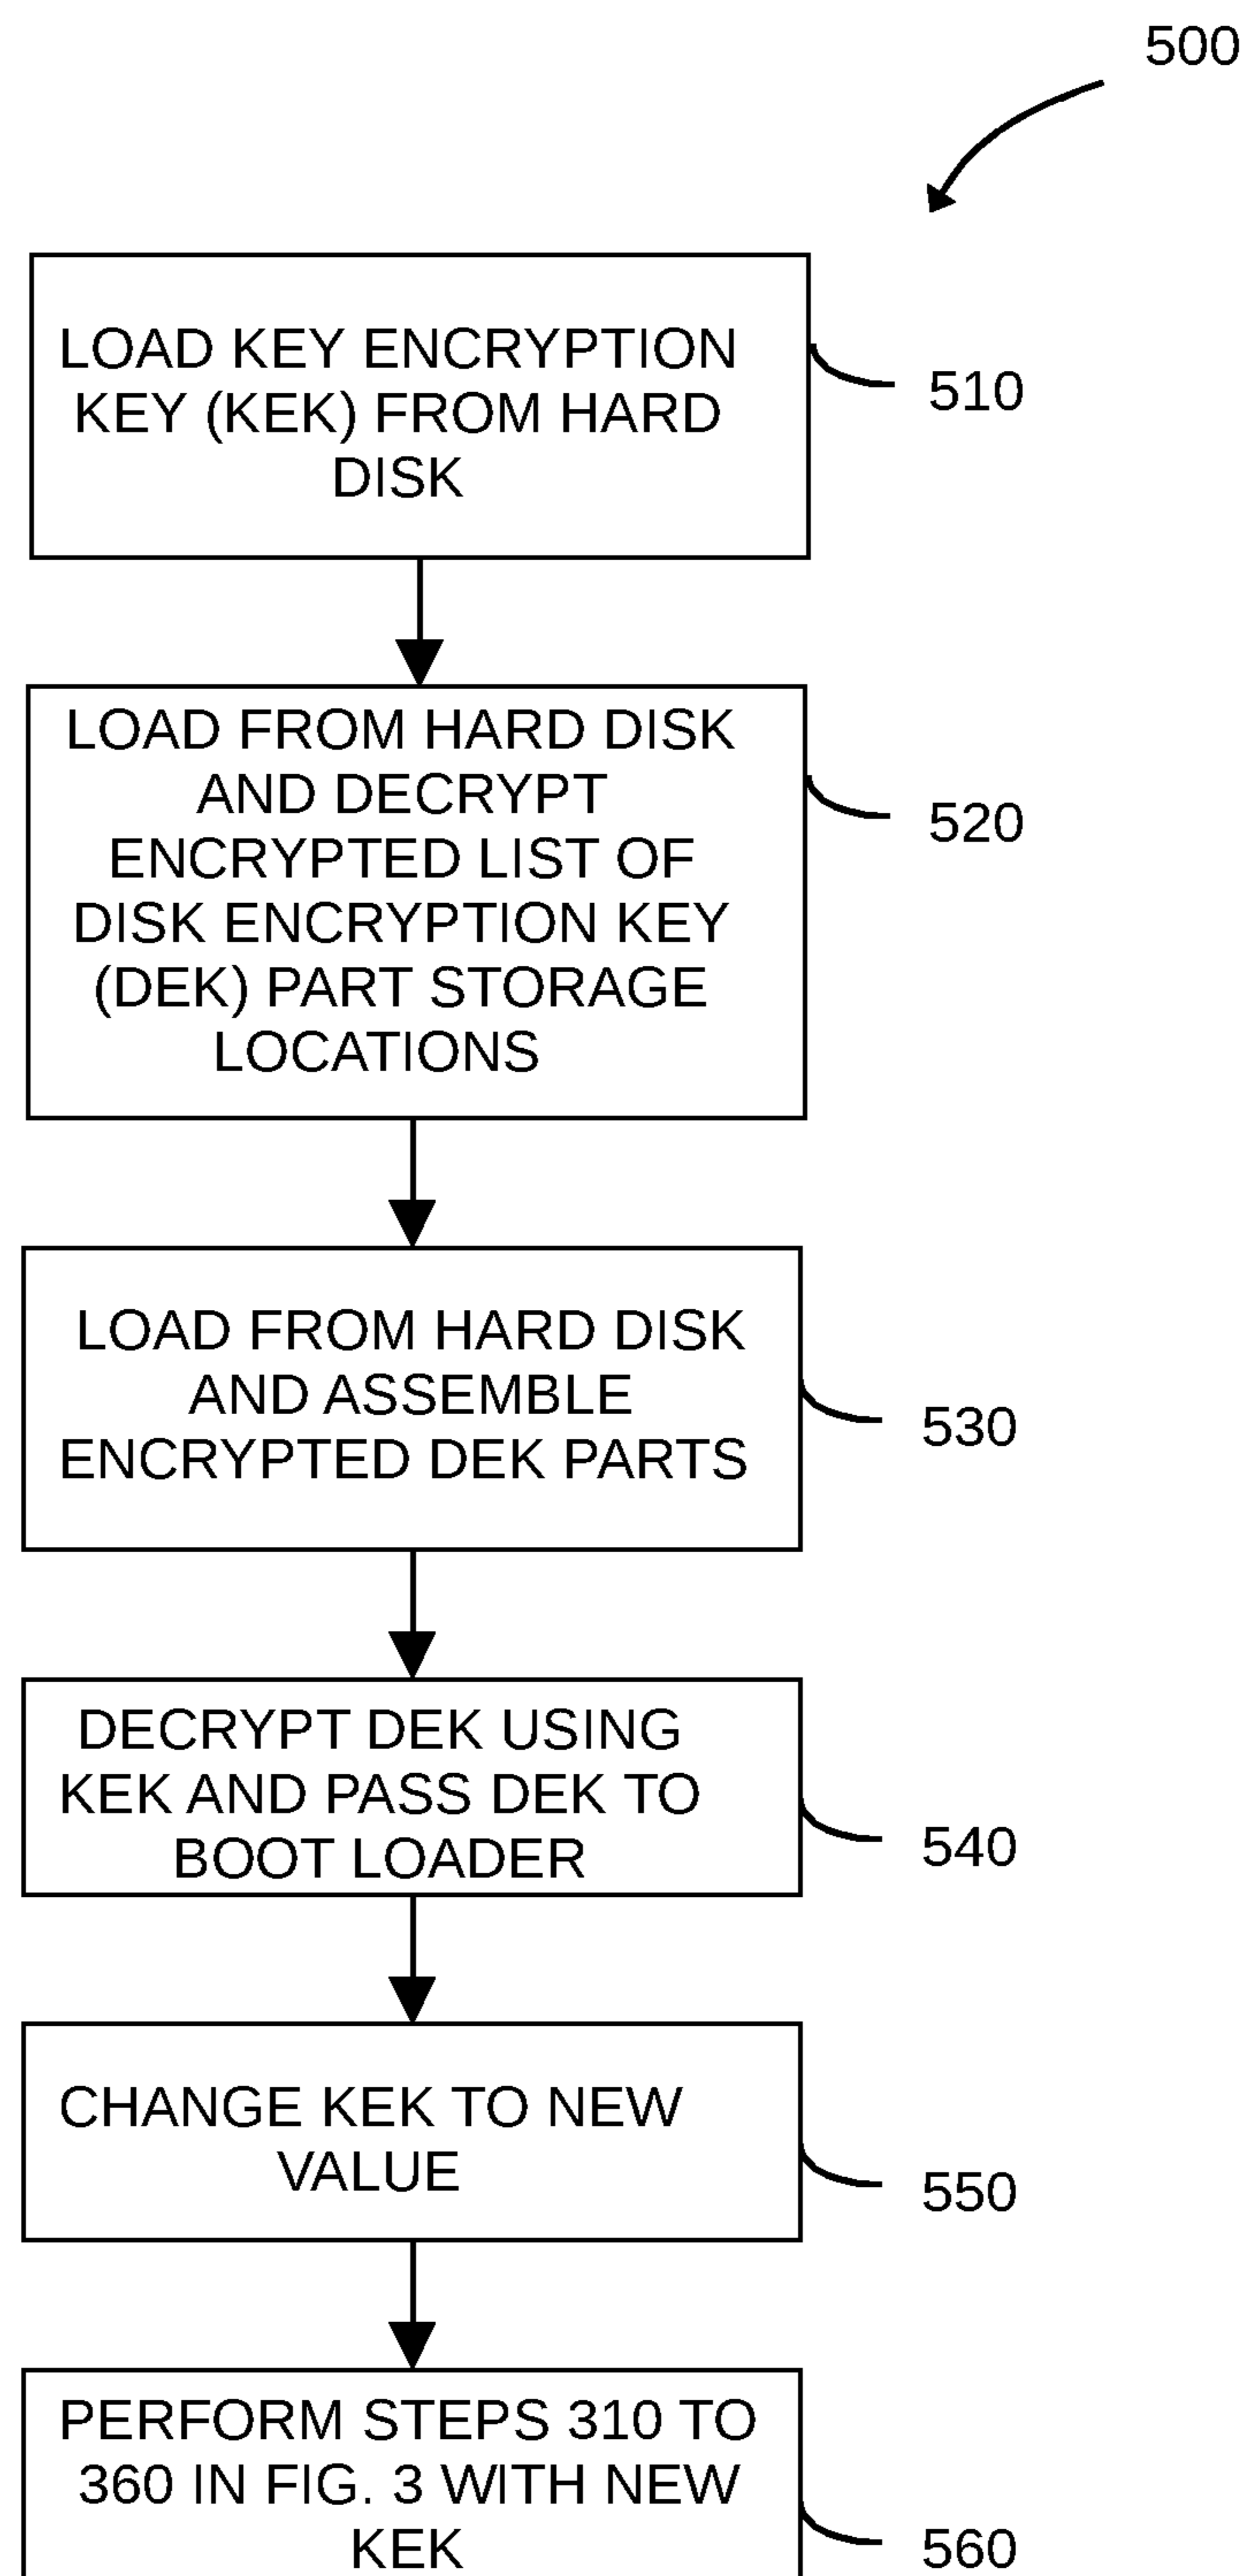 500
LOAD KEY ENCRYPTION
KEY (KEK) FROM HARD
DISK
510
LOAD FROM HARD DISK
AND DECRYPT
ENCRYPTED LIST OF
DISK ENCRYPTION KEY
(DEK) PART STORAGE
LOCATIONS
520
LOAD FROM HARD DISK
AND ASSEMBLE
ENCRYPTED DEK PARTS
530
DECRYPT DEK USING
KEK AND PASS DEK TO
BOOT LOADER
540
CHANGE KEK TO NEW
VALUE
550
PERFORM STEPS 310 TO
360 IN FIG. 3 WITH NEW
KEK
560